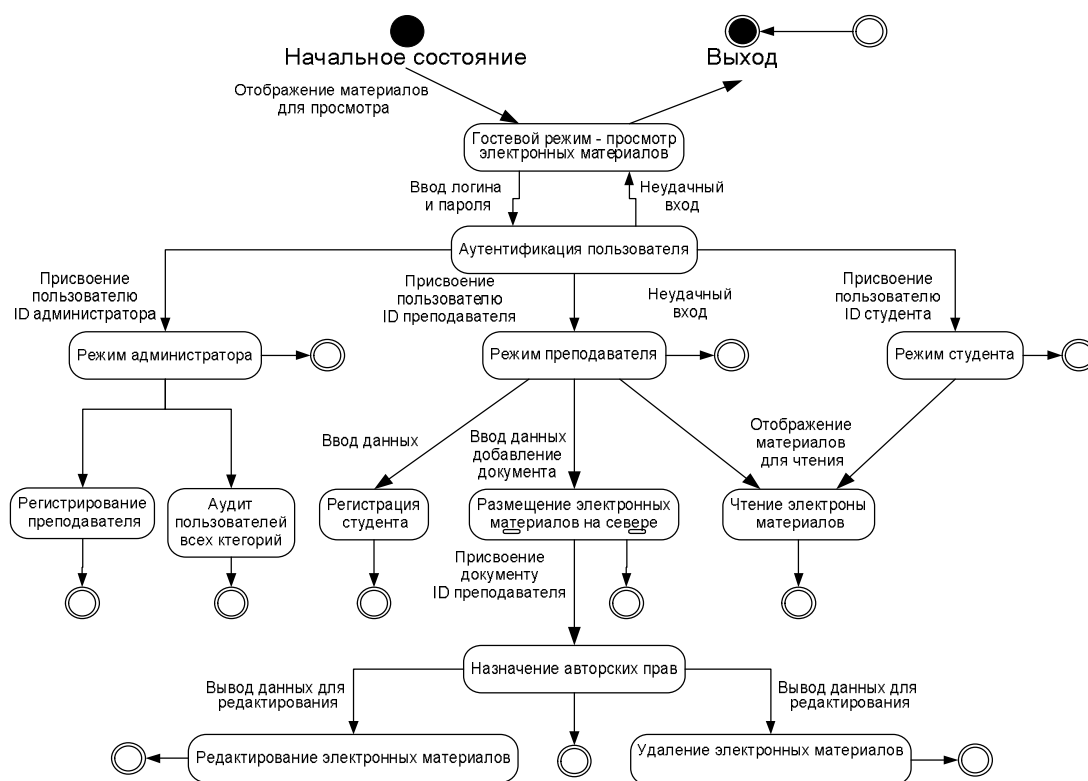 Начальное состояние
Выход
Отображение материалов
для просмотра
Гостевой режим - просмотр
электронных материалов
Ввод логина
и пароля
Неудачный
вход
Аутентификация пользователя
Присвоение
пользователю
ID администратора
Присвоение
пользователю
ID преподавателя
Неудачный
вход
Присвоение
пользователю
ID студента
Режим администратора
Режим преподавателя
Режим студента
Ввод данных
Ввод данных
добавление
документа
Отображение
материалов
для чтения
Регистрирование
преподавателя
Аудит
пользователей
всех ктегорий
Регистрация
студента
Размещение электронных
материалов на севере
Чтение электроны
материалов
Присвоение
документу
ID преподавателя
Назначение авторских прав
Вывод данных для
редактирования
Вывод данных для
редактирования
Редактирование электронных материалов
Удаление электронных материалов